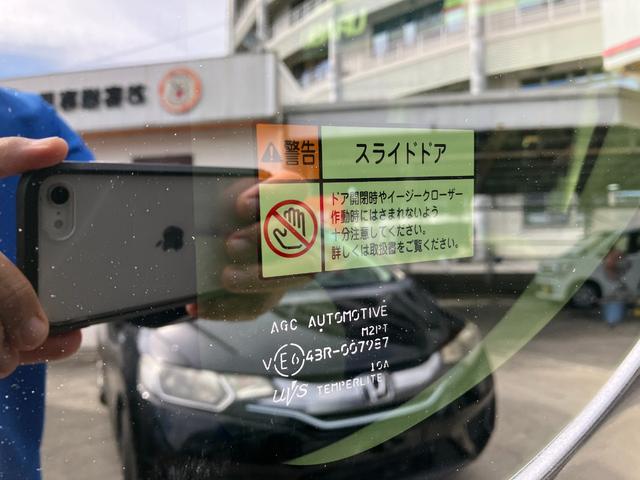 警告
スライドドア
ドア開閉時やイージークローザー
作動時にはさまれないよう
十分注意してください。
詳しくは取扱書をご覧ください。
AGC AUTOMOTIVE
M21PT
E6 43R-007987
10A
UVS TEMPERLITE